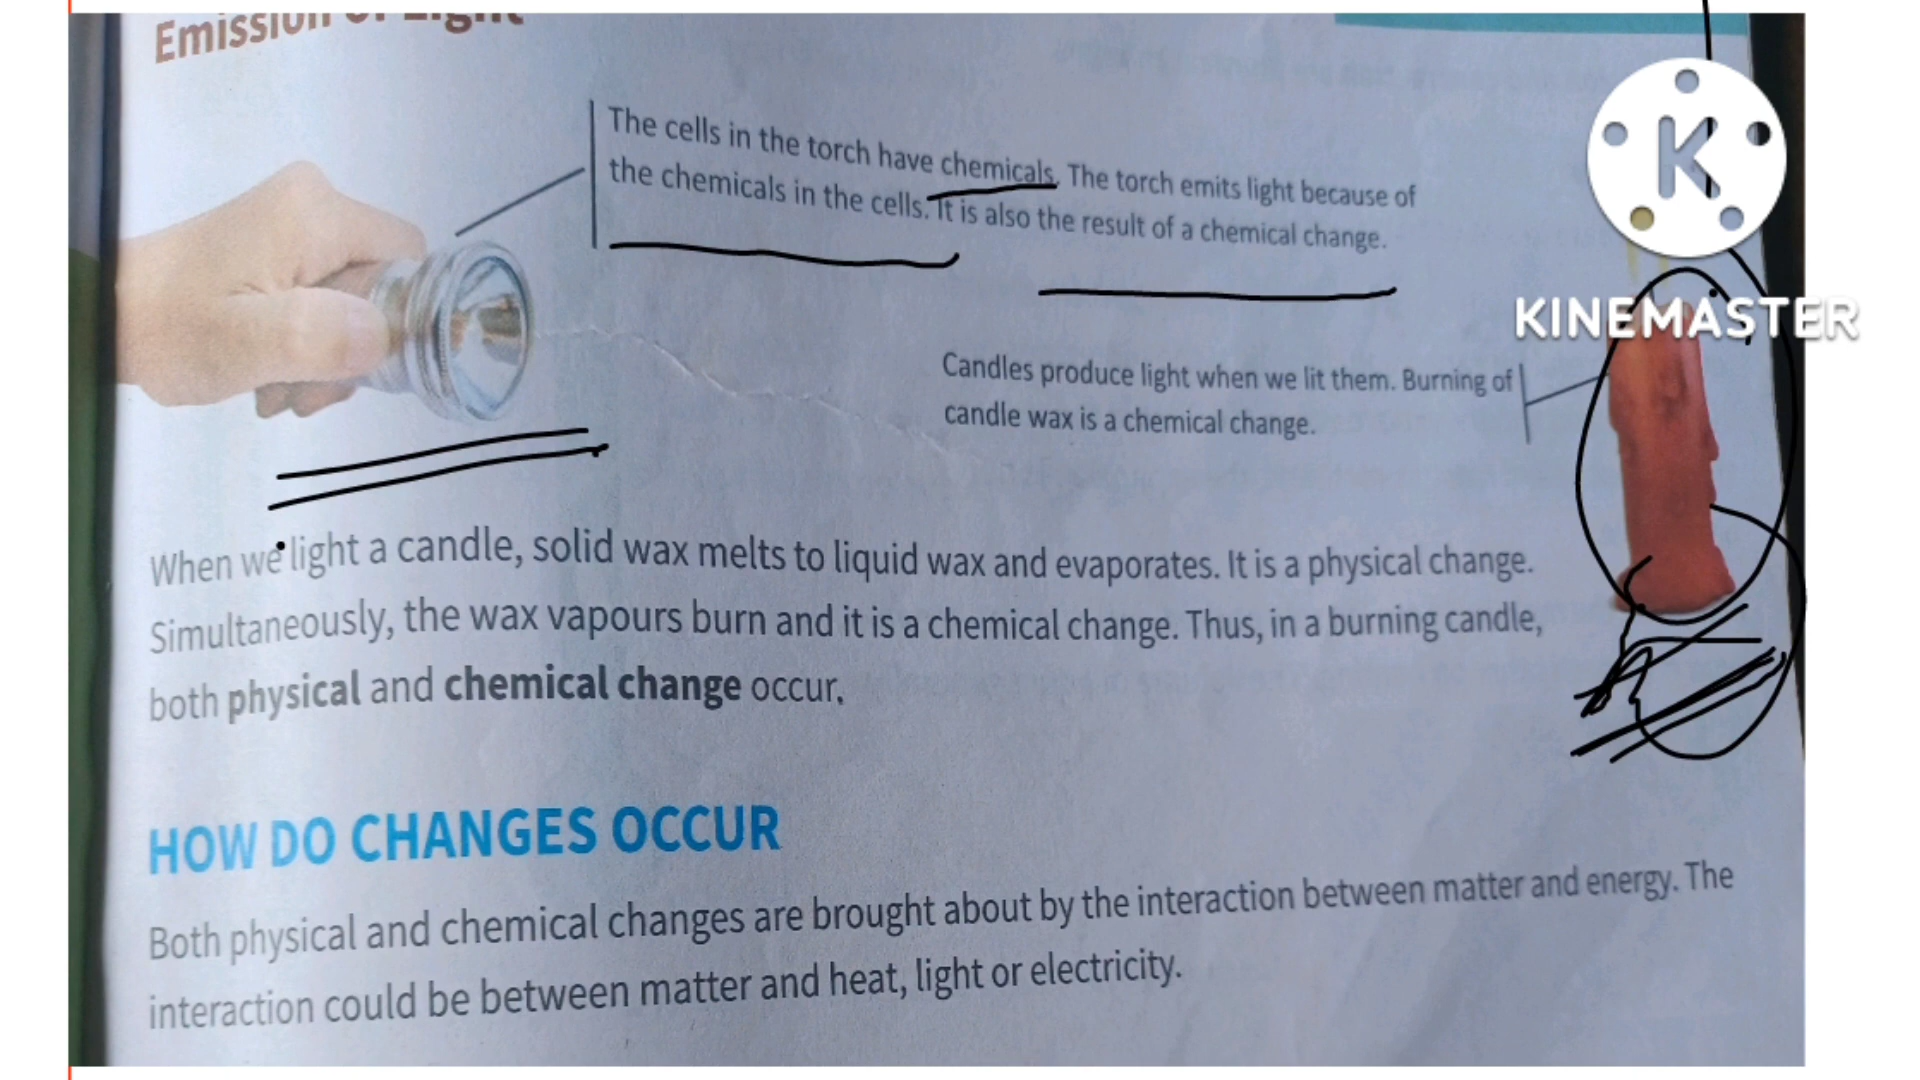 Emission of Light
The cells in the torch have chemicals. The torch emits light because of
the chemicals in the cells. It is also the result of a chemical change.
K
KINEMASTER
Candles produce light when we lit them. Burning of
candle wax is a chemical change.
When we light a candle, solid wax melts to liquid wax and evaporates. It is a physical change.
Simultaneously, the wax vapours burn and it is a chemical change. Thus, in a burning candle,
both physical and chemical change occur.
HOW DO CHANGES OCCUR
Both physical and chemical changes are brought about by the interaction between matter and energy. The
interaction could be between matter and heat, light or electricity.